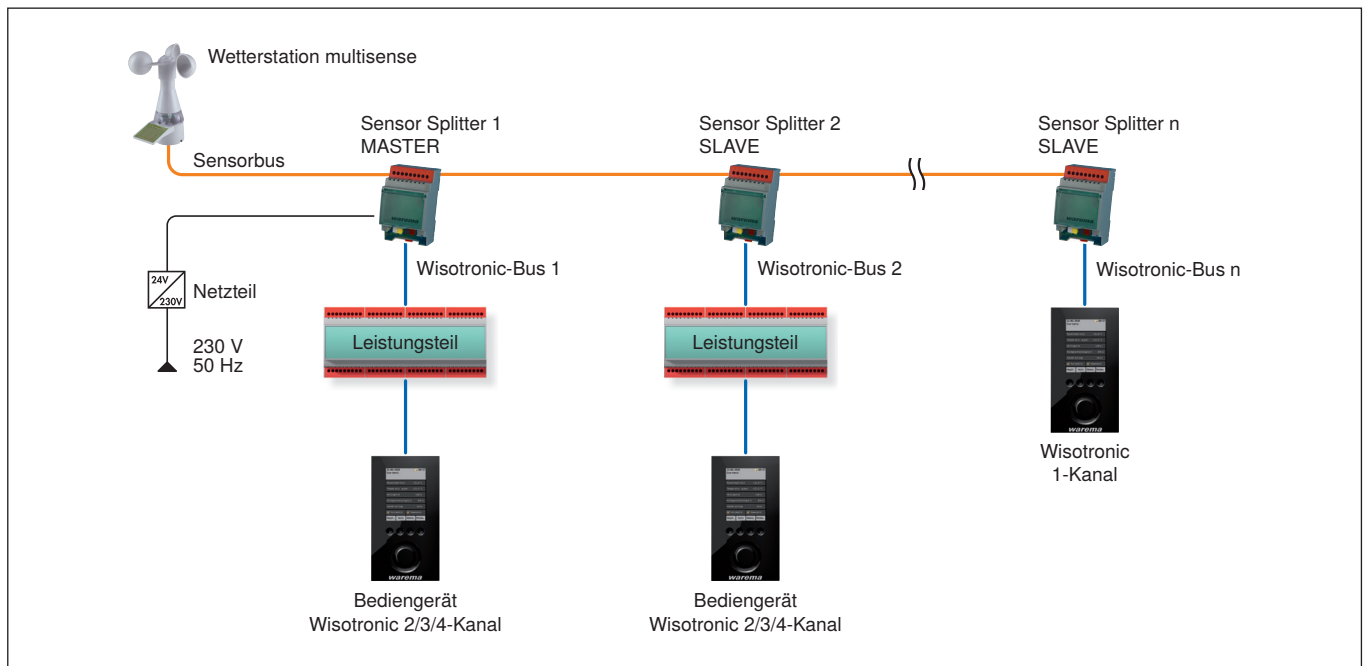 Wetterstation multisense
Sensor Splitter 1
MASTER
Sensor Splitter 2
SLAVE
Sensor Splitter n
SLAVE
Sensorbus
Wisotronic-Bus 1
Wisotronic-Bus 2
Wisotronic-Bus n
24V
230V
Netzteil
230 V
50 Hz
Leistungsteil
Leistungsteil
warema
Wisotronic
1-Kanal
warema
warema
Bediengerät
Wisotronic 2/3/4-Kanal
Bediengerät
Wisotronic 2/3/4-Kanal